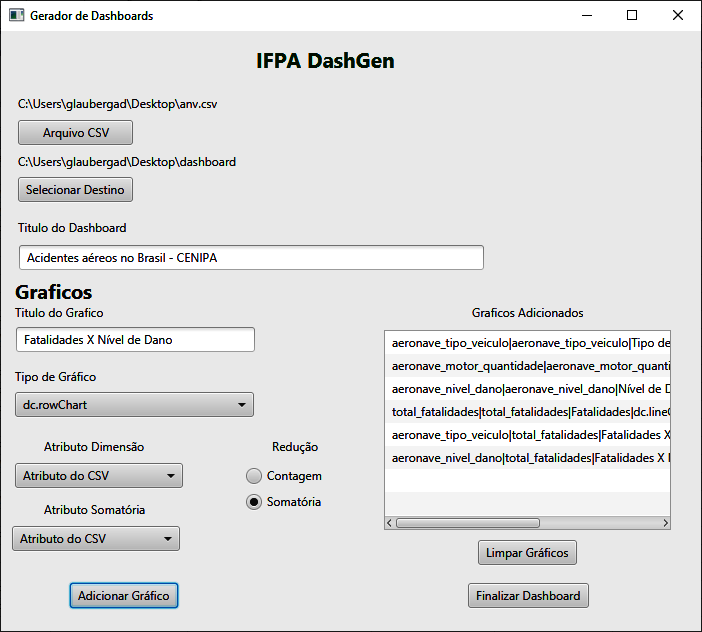 Gerador de Dashboards
IFPA DashGen
C:\Users\glaubergad\Desktop\anv.csv
Arquivo CSV
C:\Users\glaubergad\Desktop\dashboard
Selecionar Destino
Titulo do Dashboard
Acidentes aéreos no Brasil - CENIPA
Graficos
Titulo do Grafico
Fatalidades X Nível de Dano
Tipo de Gráfico
dc.rowChart
Atributo Dimensão
Atributo do CSV
Atributo Somatória
Atributo do CSV
Redução
Contagem
Somatória
Adicionar Gráfico
Graficos Adicionados
aeronave_tipo_veiculo|aeronave_tipo_veiculo|Tipo de
aeronave_motor_quantidade|aeronave_motor_quanti
aeronave_nivel_dano|aeronave_nivel_dano|Nível de D
total_fatalidades|total_fatalidades|Fatalidades|dc.line
aeronave_tipo_veiculo|total_fatalidades|Fatalidades X
aeronave_nivel_dano|total_fatalidades|Fatalidades X
Limpar Gráficos
Finalizar Dashboard